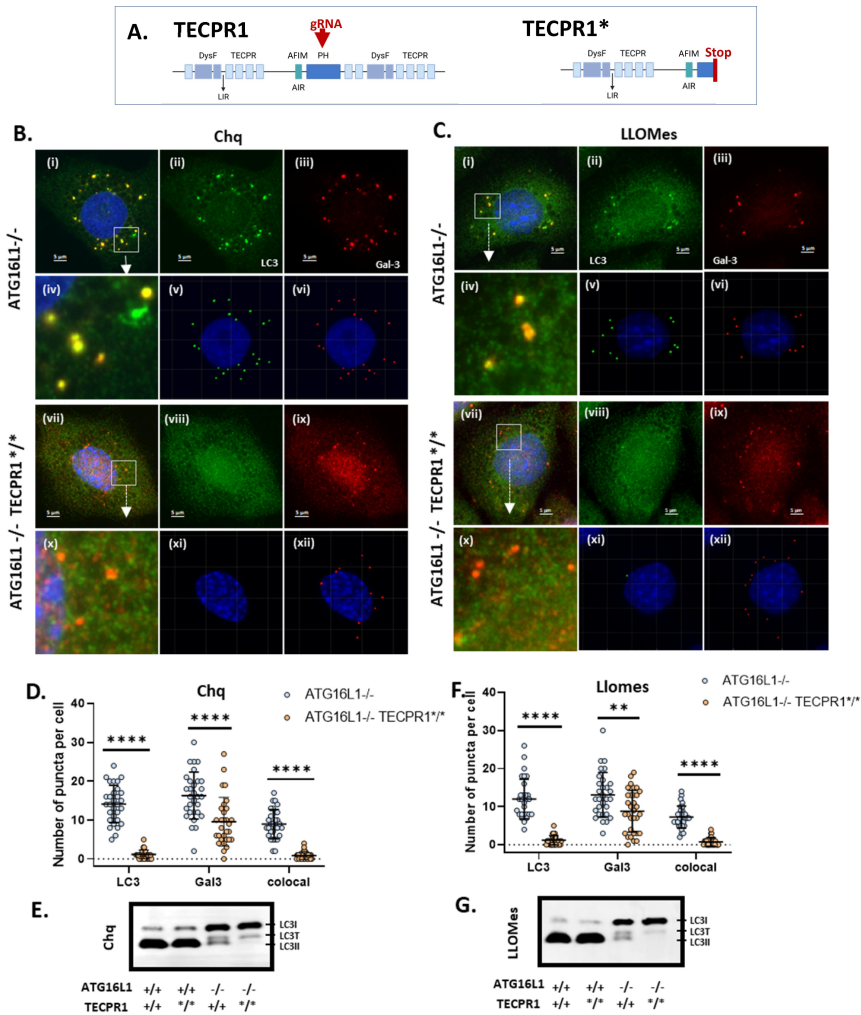 A.
TECPR1
gRNA
TECPR1*
DysF TECPR AFIM PH DysF TECPR
LIR AIR
DysF TECPR AFIM Stop
LIR AIR
B.
Chq
ATG16L1-/-
(i) (ii) (iii)
5 μm 5 μm LC3 5 μm Gal-3
(iv) (v) (vi)
ATG16L1 -/- TECPR1 */*
(vii) (viii) (ix)
5 μm 5 μm 5 μm
(x) (xi) (xii)
C.
LLOMes
ATG16L1-/-
(i) (ii) (iii)
5 μm 5 μm LC3 5 μm Gal-3
(iv) (v) (vi)
ATG16L1 -/- TECPR1 */*
(vii) (viii) (ix)
5 μm 5 μm 5 μm
(x) (xi) (xii)
D.
Chq
ATG16L1-/-
ATG16L1-/- TECPR1*/*
Number of puncta per cell
40
30
20
10
0
**** **** ****
LC3 Gal3 colocal
F.
Llomes
ATG16L1-/-
ATG16L1-/- TECPR1*/*
Number of puncta per cell
40
30
20
10
0
**** ** ****
LC3 Gal3 colocal
E.
Chq
LC3I
LC3T
LC3II
ATG16L1 +/+ +/+ -/- -/-
TECPR1 +/+ */* +/+ */*
G.
LLOMes
LC3I
LC3T
LC3II
ATG16L1 +/+ +/+ -/- -/-
TECPR1 +/+ */* +/+ */*